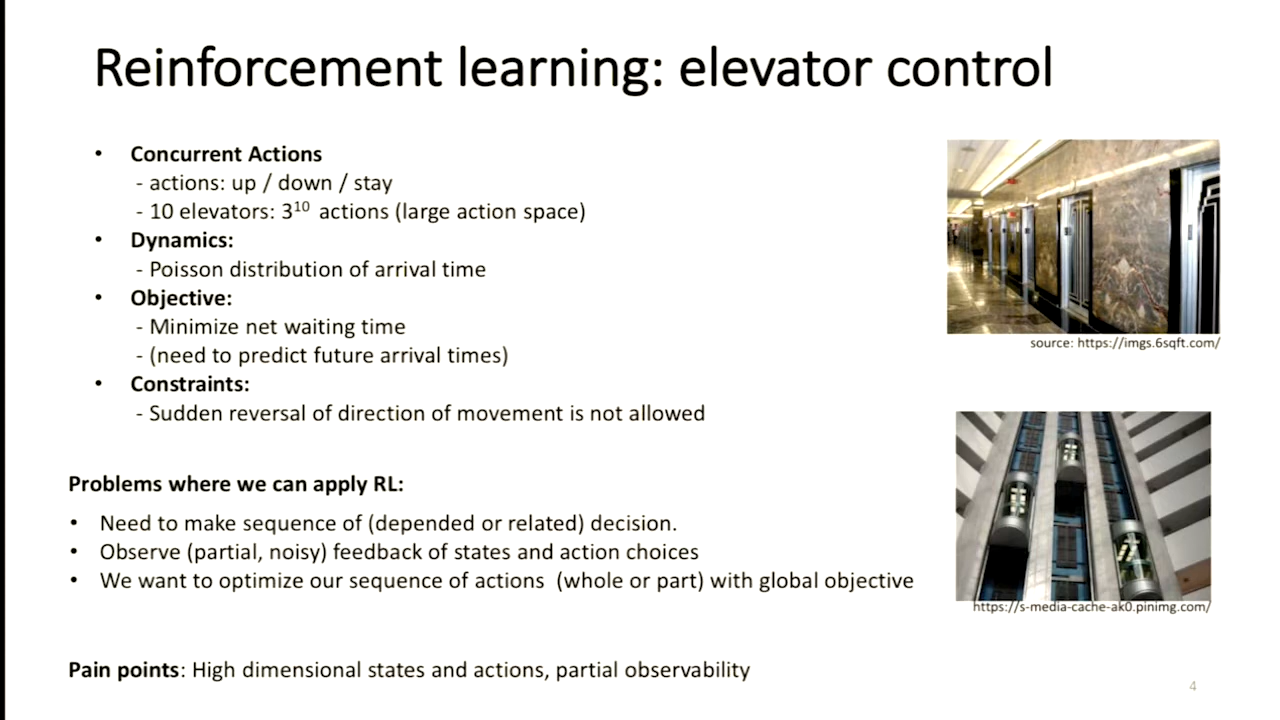 Reinforcement learning: elevator control
• Concurrent Actions
- actions: up / down / stay
- 10 elevators: 3¹⁰ actions (large action space)
• Dynamics:
- Poisson distribution of arrival time
• Objective:
- Minimize net waiting time
- (need to predict future arrival times)
• Constraints:
- Sudden reversal of direction of movement is not allowed
source: https://imgs.6sqft.com/
Problems where we can apply RL:
• Need to make sequence of (depended or related) decision.
• Observe (partial, noisy) feedback of states and action choices
• We want to optimize our sequence of actions (whole or part) with global objective
https://s-media-cache-ak0.pinimg.com/
Pain points: High dimensional states and actions, partial observability
4